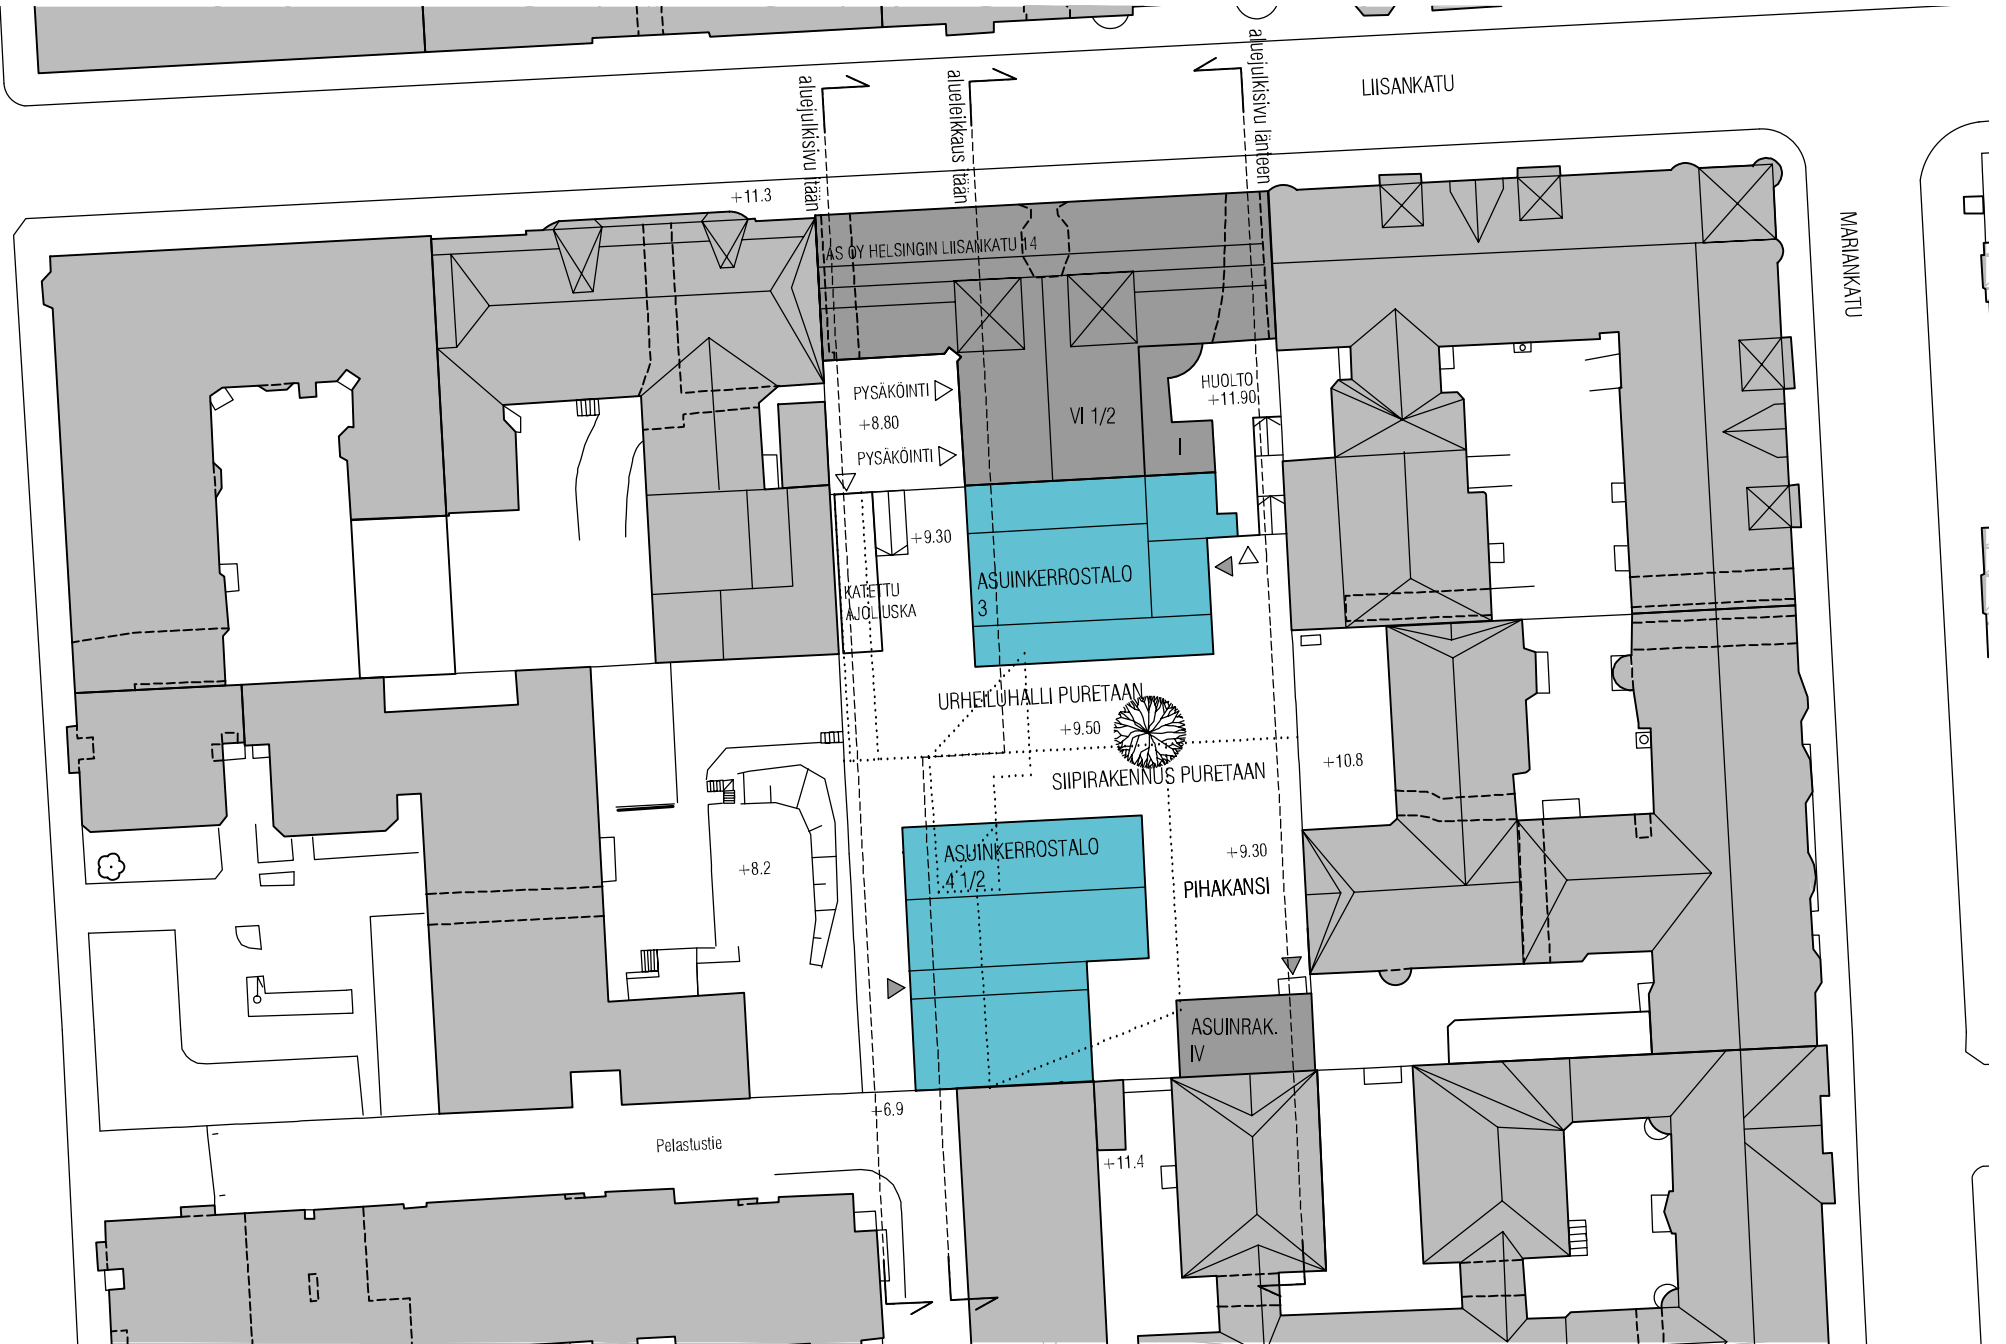 LIISANKATU
aluejulkisivu itään
alueleikkaus itään
aluejulkisivu länteen
MARIANKATU
+11.3
AS OY HELSINGIN LIISANKATU 14
PYSÄKÖINTI
+8.80
PYSÄKÖINTI
VI 1/2
I
HUOLTO
+11.90
+9.30
KATETTU
AJOLUISKA
ASUINKERROSTALO
3
URHEILUHALLI PURETAAN
+9.50
SIIPIRAKENNUS PURETAAN
+10.8
+8.2
ASUINKERROSTALO
4 1/2
+9.30
PIHAKANSI
ASUINRAK.
IV
+6.9
Pelastustie
+11.4